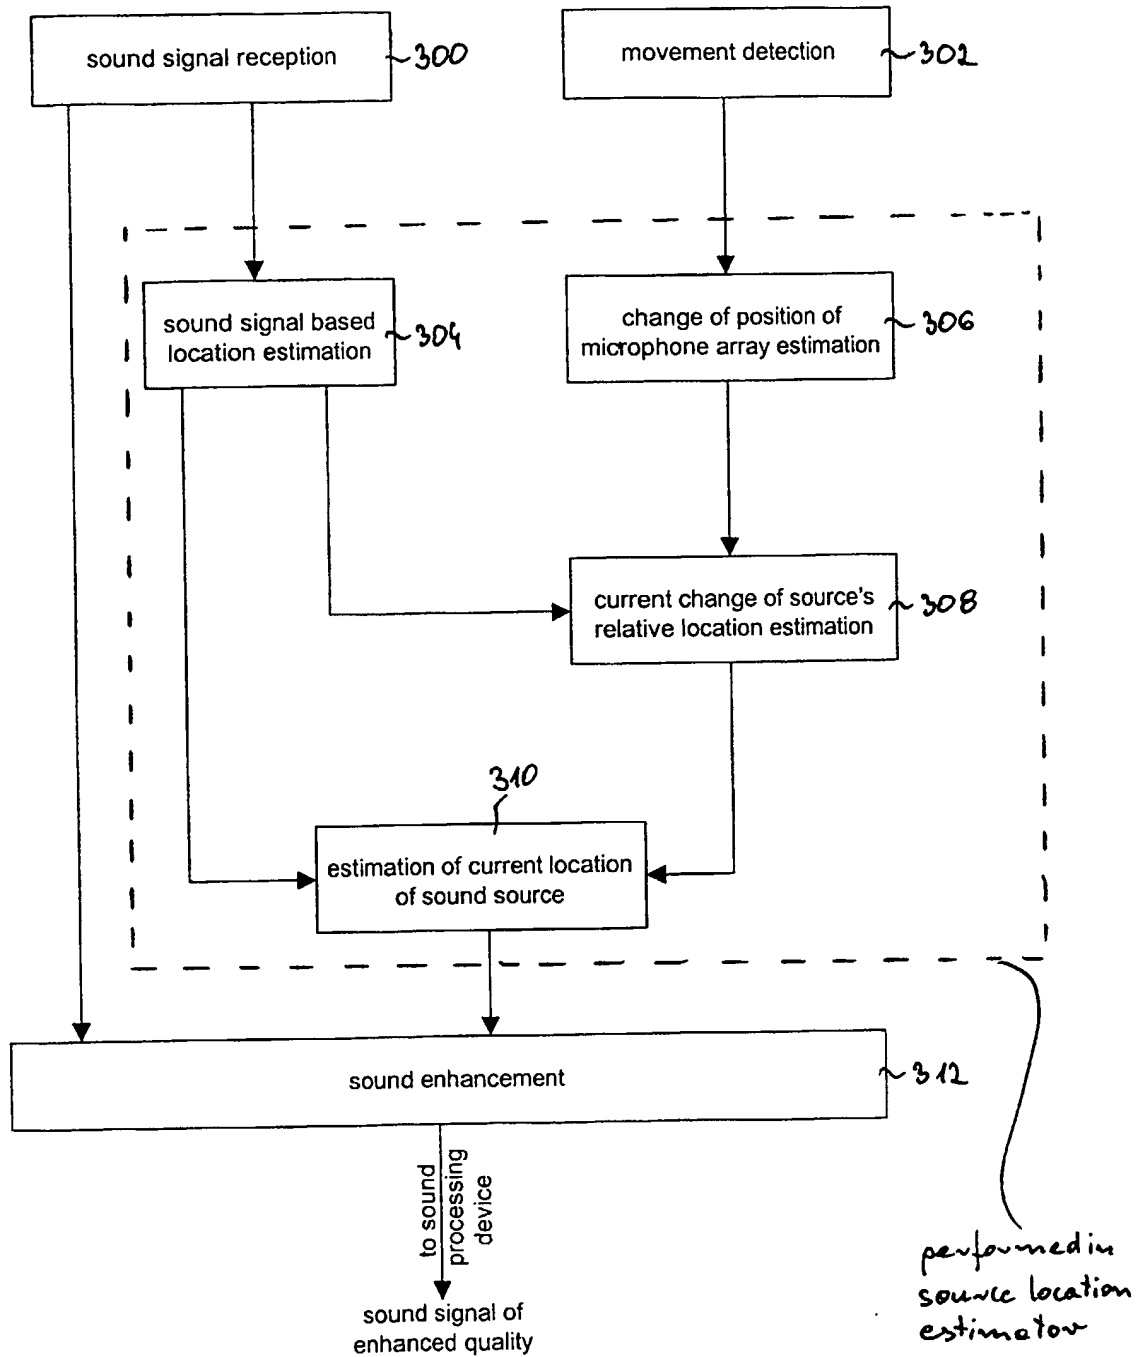 sound signal reception
300
movement detection
302
sound signal based
location estimation
304
change of position of
microphone array estimation
306
current change of source's
relative location estimation
308
310
estimation of current location
of sound source
sound enhancement
312
to sound
processing
device
sound signal of
enhanced quality
performed in
source location
estimator